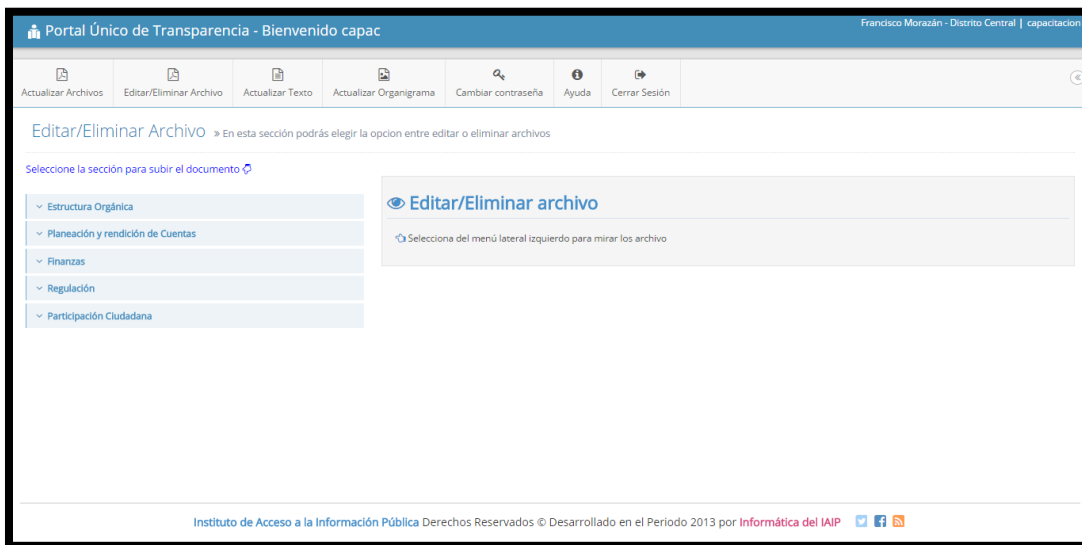 Portal Único de Transparencia - Bienvenido capac
Francisco Morazán - Distrito Central | capacitacion
Actualizar Archivos
Editar/Eliminar Archivo
Actualizar Texto
Actualizar Organigrama
Cambiar contraseña
Ayuda
Cerrar Sesión
Editar/Eliminar Archivo » En esta sección podrás elegir la opcion entre editar o eliminar archivos
Seleccione la sección para subir el documento
Estructura Orgánica
Planeación y rendición de Cuentas
Finanzas
Regulación
Participación Ciudadana
Editar/Eliminar archivo
Selecciona del menú lateral izquierdo para mirar los archivo
Instituto de Acceso a la Información Pública Derechos Reservados © Desarrollado en el Periodo 2013 por Informática del IAIP